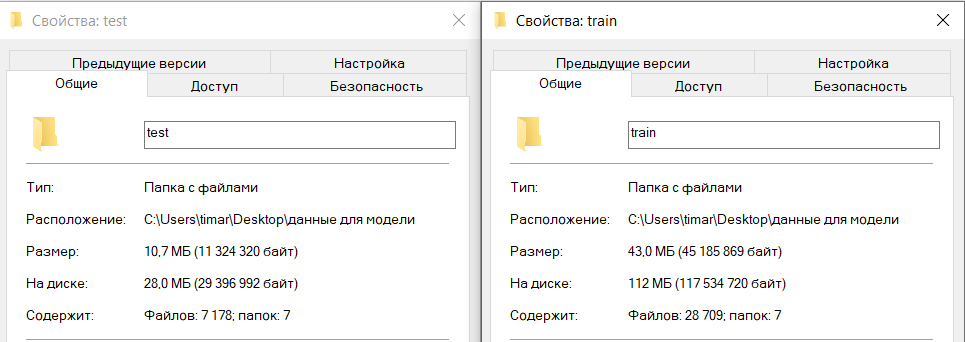 Свойства: test
Предыдущие версии Настройка
Общие Доступ Безопасность
test
Тип: Папка с файлами
Расположение: C:\Users\timar\Desktop\данные для модели
Размер: 10,7 МБ (11 324 320 байт)
На диске: 28,0 МБ (29 396 992 байт)
Содержит: Файлов: 7 178; папок: 7
Свойства: train
Предыдущие версии Настройка
Общие Доступ Безопасность
train
Тип: Папка с файлами
Расположение: C:\Users\timar\Desktop\данные для модели
Размер: 43,0 МБ (45 185 869 байт)
На диске: 112 МБ (117 534 720 байт)
Содержит: Файлов: 28 709; папок: 7